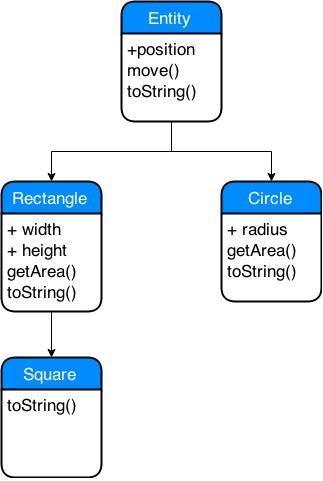 Entity
+position
move()
toString()
Rectangle
+ width
+ height
getArea()
toString()
Circle
+ radius
getArea()
toString()
Square
toString()